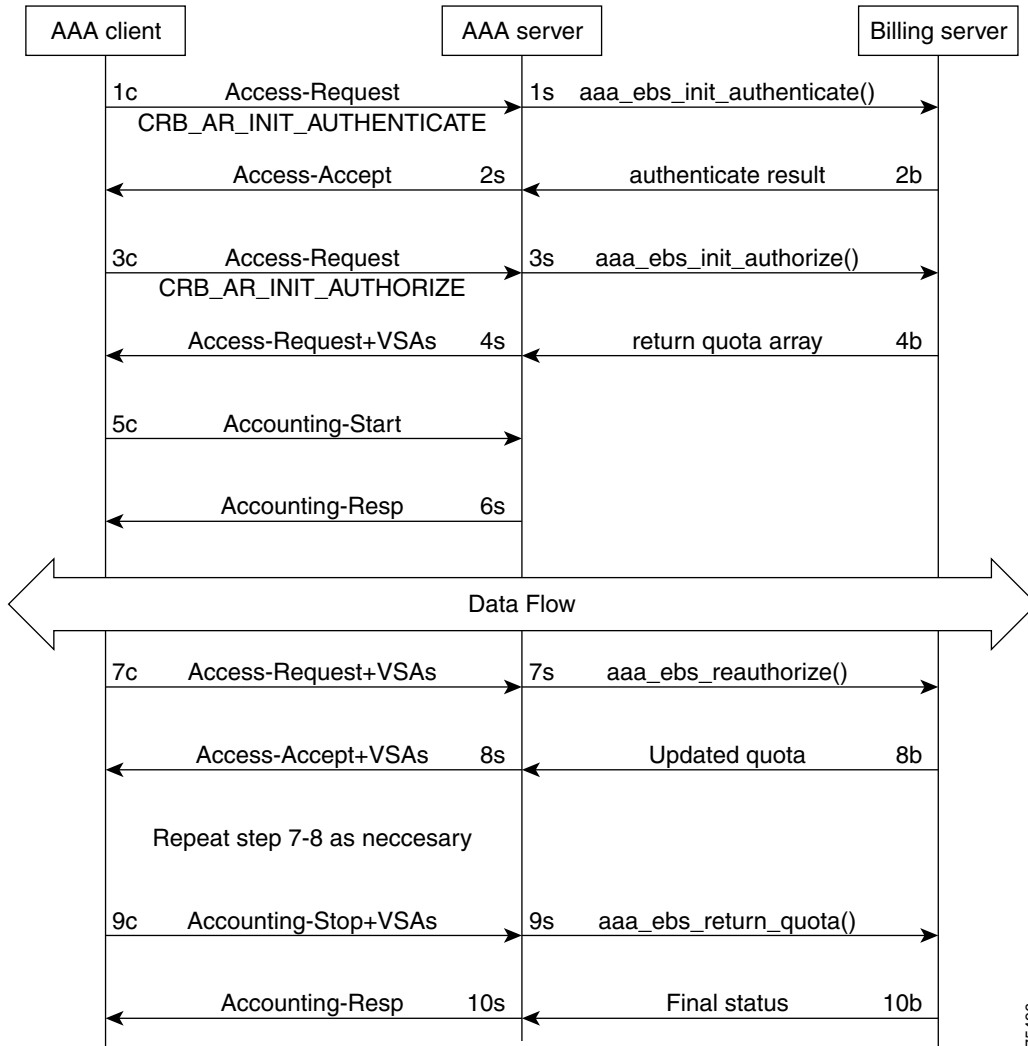 AAA client
AAA server
Billing server
1c Access-Request 1s aaa_ebs_init_authenticate()
CRB_AR_INIT_AUTHENTICATE
Access-Accept 2s authenticate result 2b
3c Access-Request 3s aaa_ebs_init_authorize()
CRB_AR_INIT_AUTHORIZE
Access-Request+VSAs 4s return quota array 4b
5c Accounting-Start
Accounting-Resp 6s
Data Flow
7c Access-Request+VSAs 7s aaa_ebs_reauthorize()
Access-Accept+VSAs 8s Updated quota 8b
Repeat step 7-8 as neccesary
9c Accounting-Stop+VSAs 9s aaa_ebs_return_quota()
Accounting-Resp 10s Final status 10b